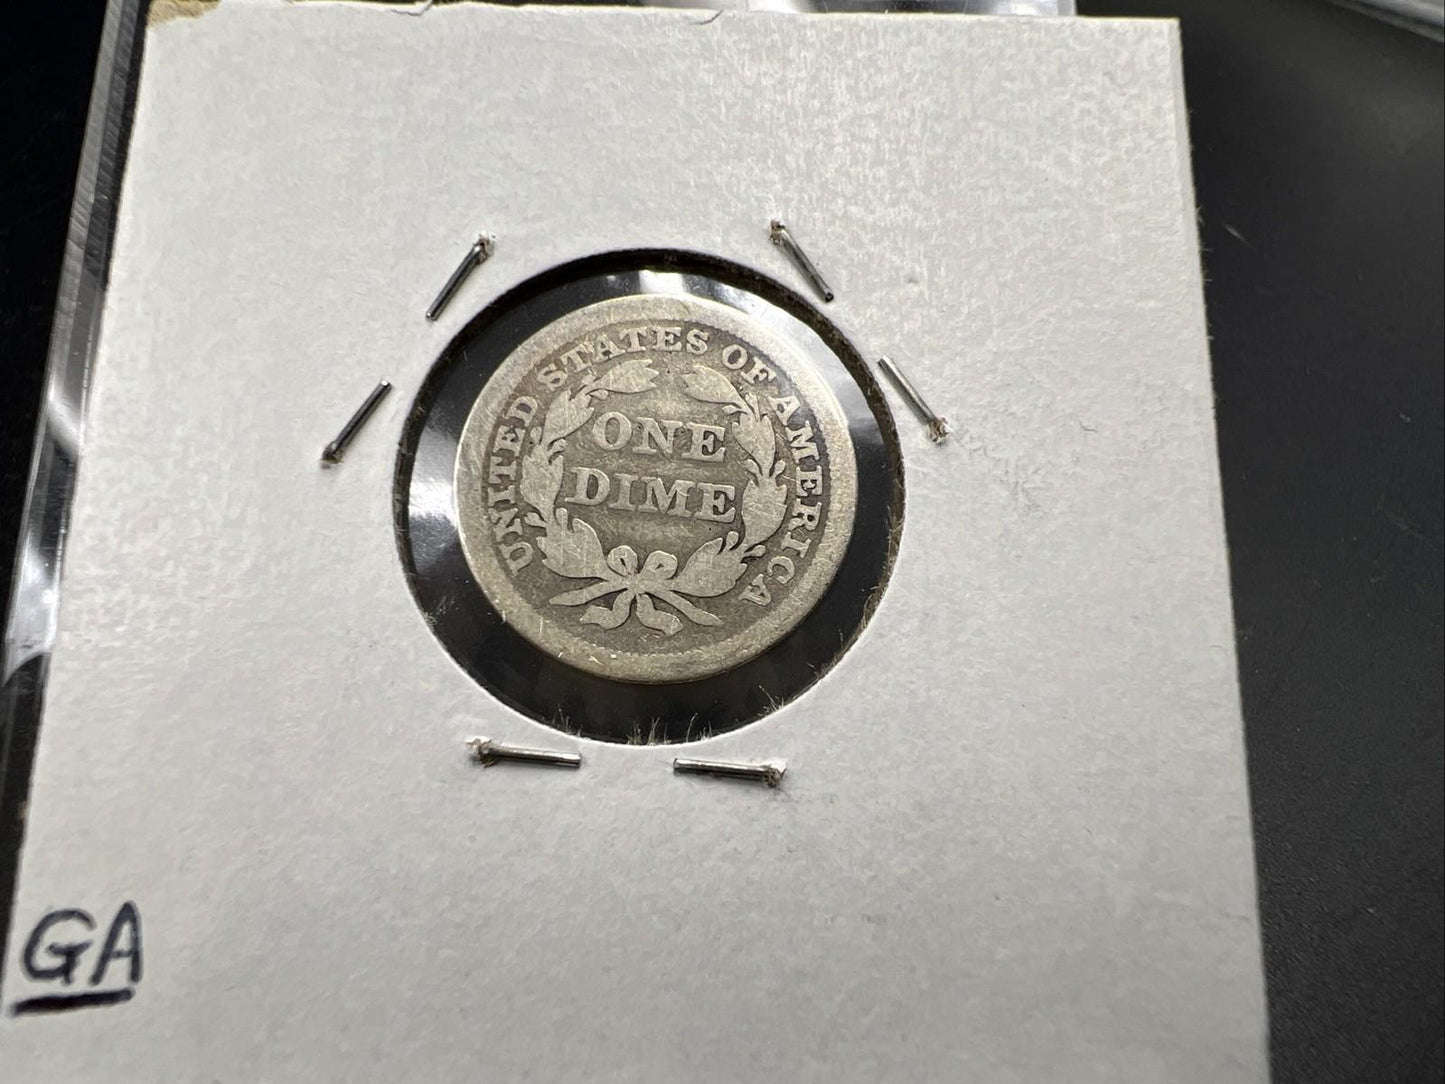 UNITED STATES OF AMERICA
ONE
DIME
GA